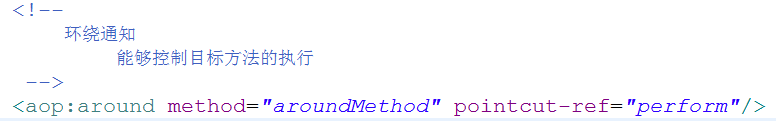 <!--
环绕通知
能够控制目标方法的执行
-->
<aop:around method="aroundMethod" pointcut-ref="perform"/>